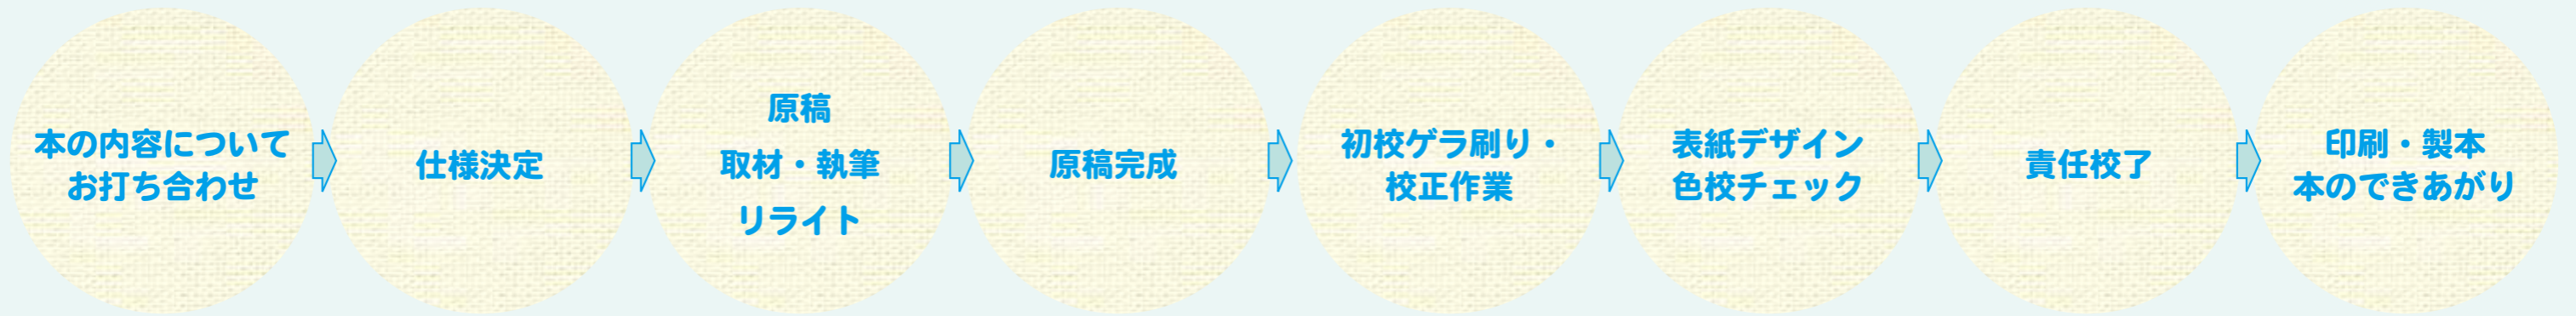 本の内容について
お打ち合わせ
仕様決定
原稿
取材・執筆
リライト
原稿完成
初校ゲラ刷り・
校正作業
表紙デザイン
色校チェック
責任校了
印刷・製本
本のできあがり